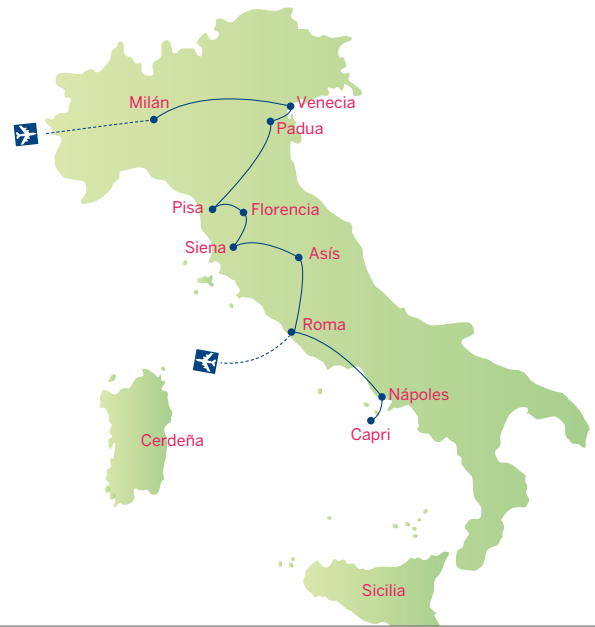 Milán
Venecia
Padua
Pisa
Florencia
Siena
Asís
Roma
Nápoles
Capri
Cerdeña
Sicilia